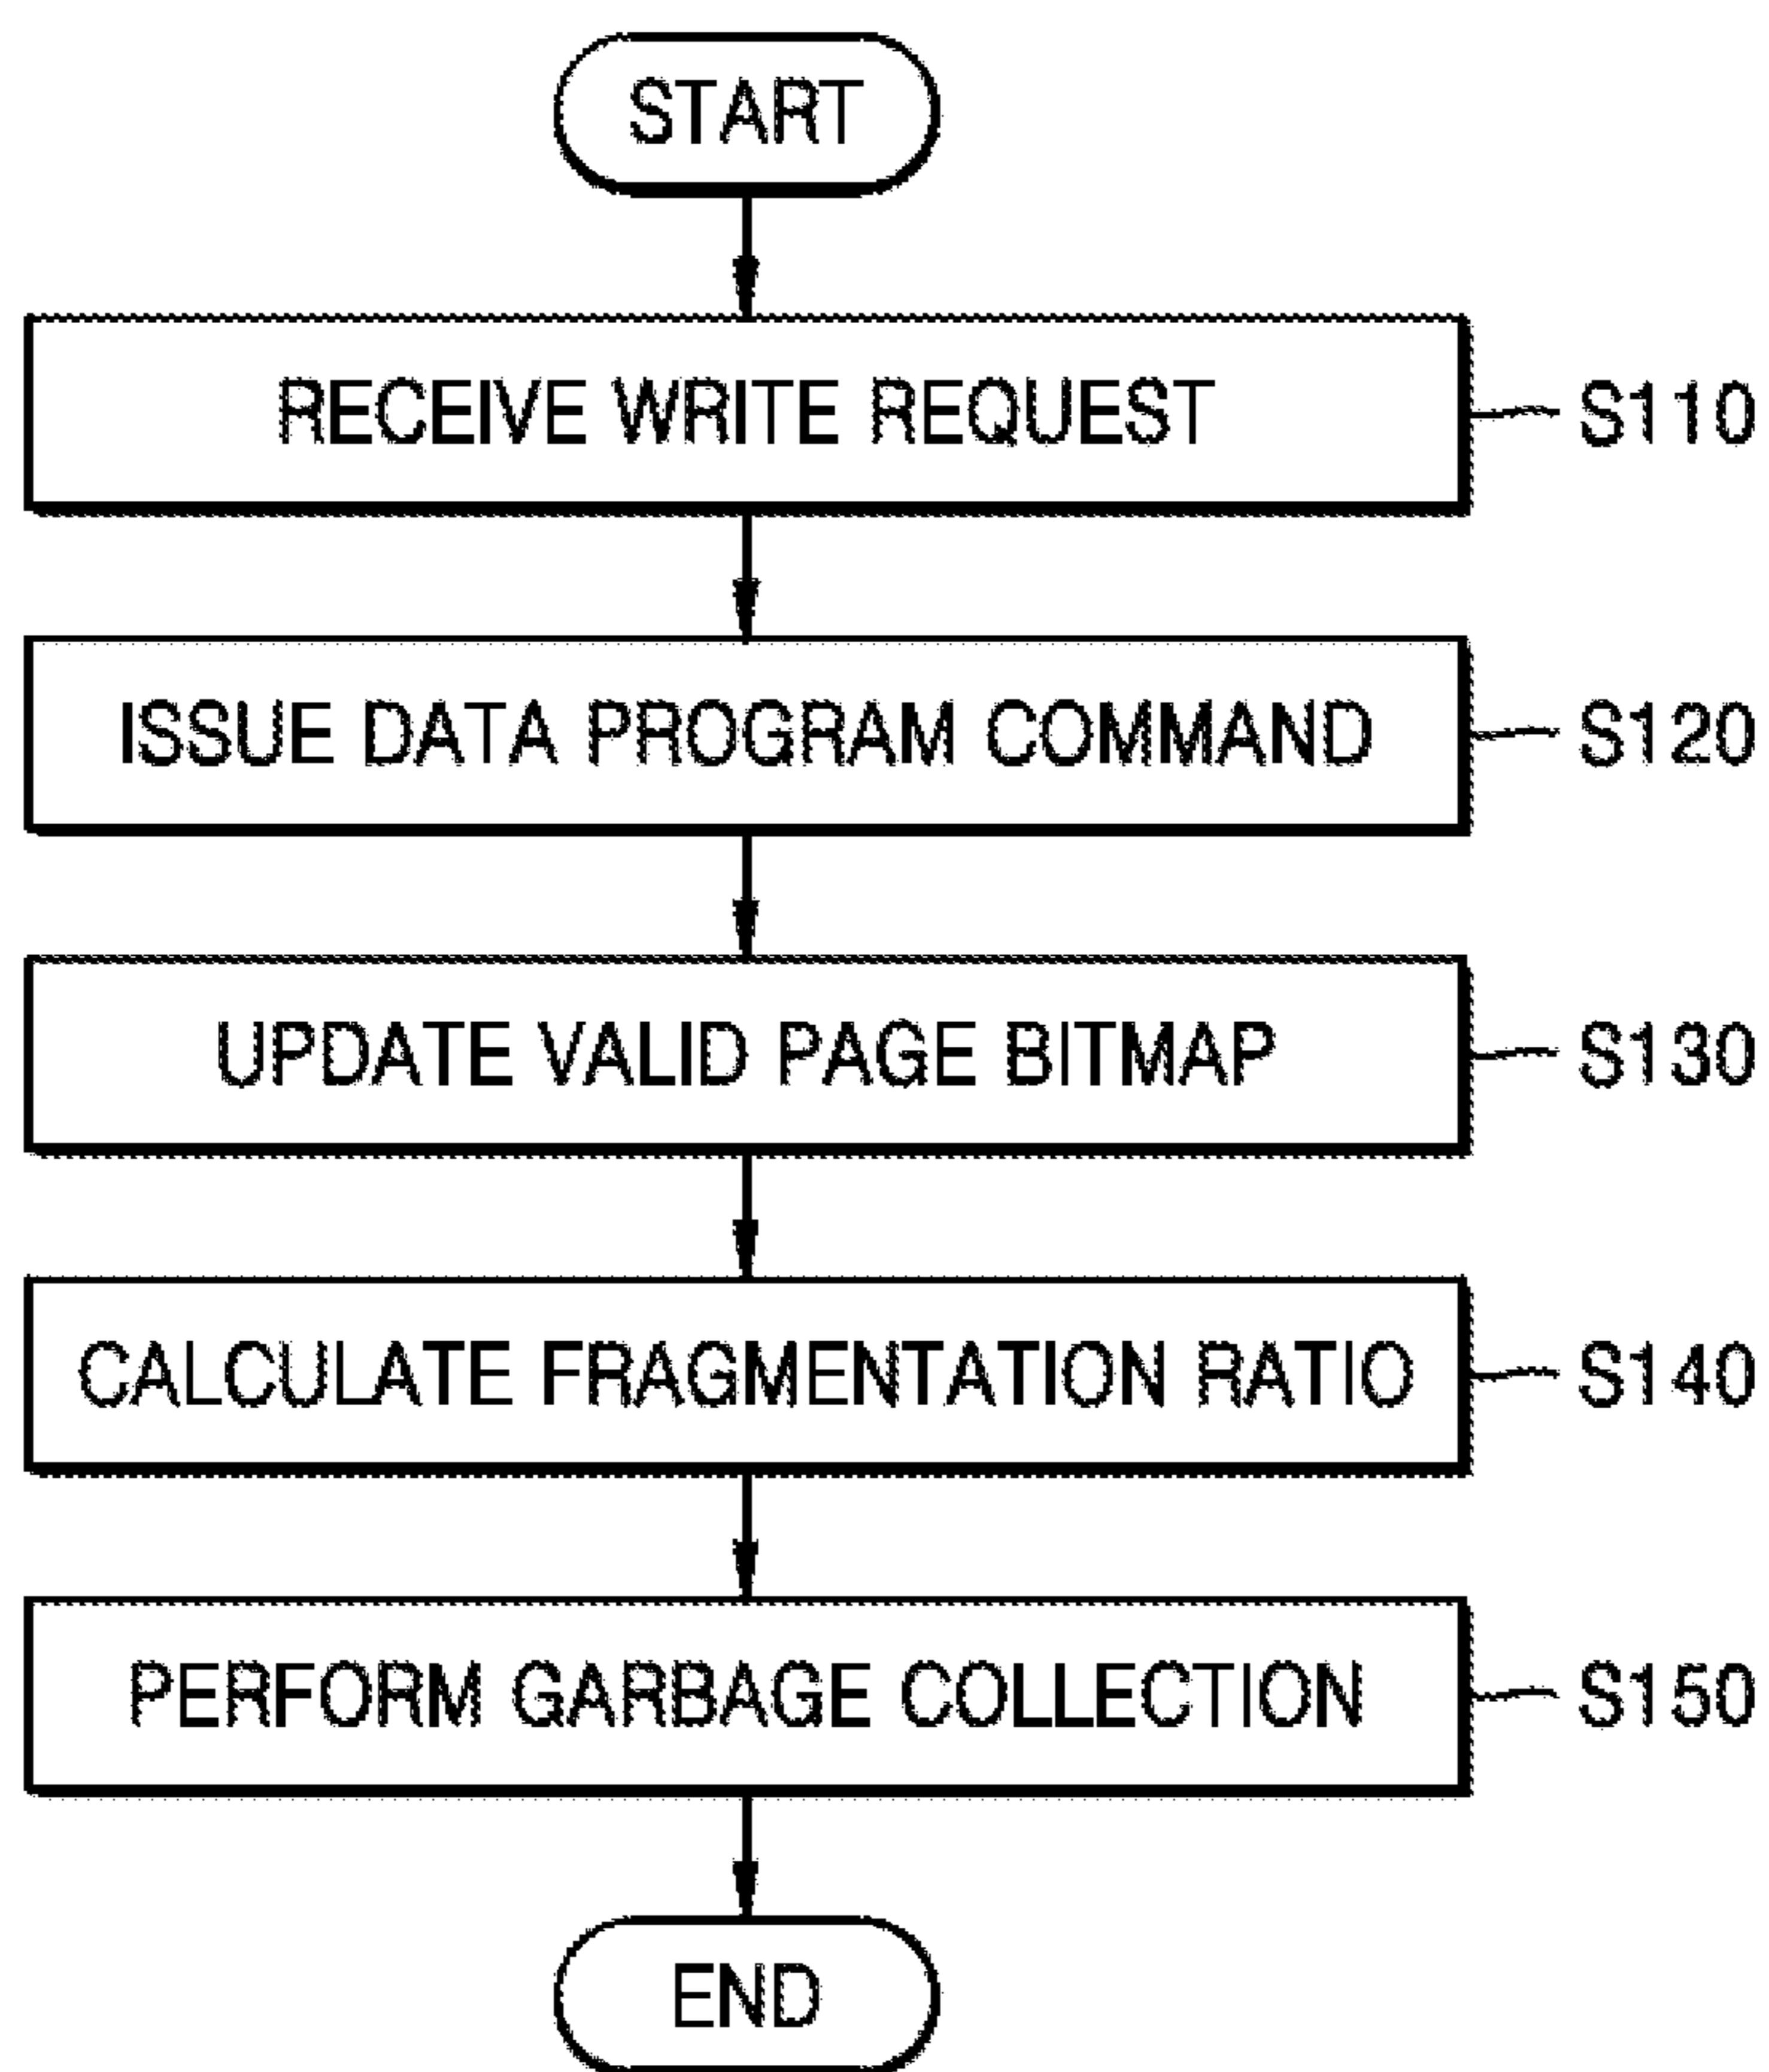 START
RECEIVE WRITE REQUEST
S110
ISSUE DATA PROGRAM COMMAND
S120
UPDATE VALID PAGE BITMAP
S130
CALCULATE FRAGMENTATION RATIO
S140
PERFORM GARBAGE COLLECTION
S150
END